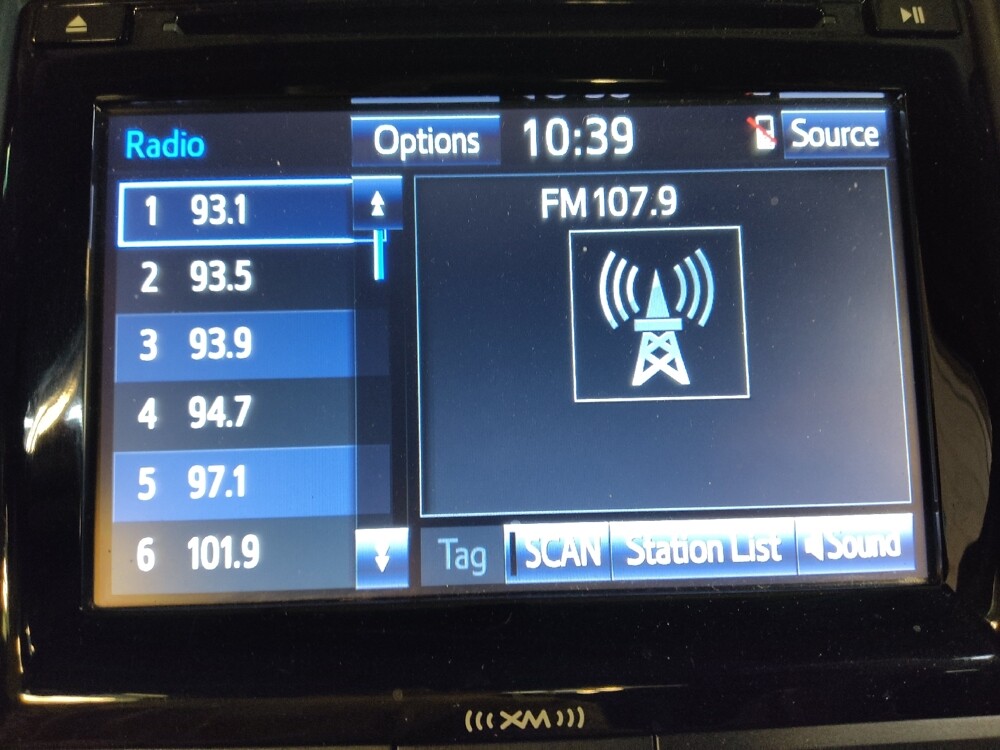 Radio Options 10:39 Source
1 93.1
2 93.5
3 93.9
4 94.7
5 97.1
6 101.9
FM 107.9
Tag SCAN Station List Sound
XM